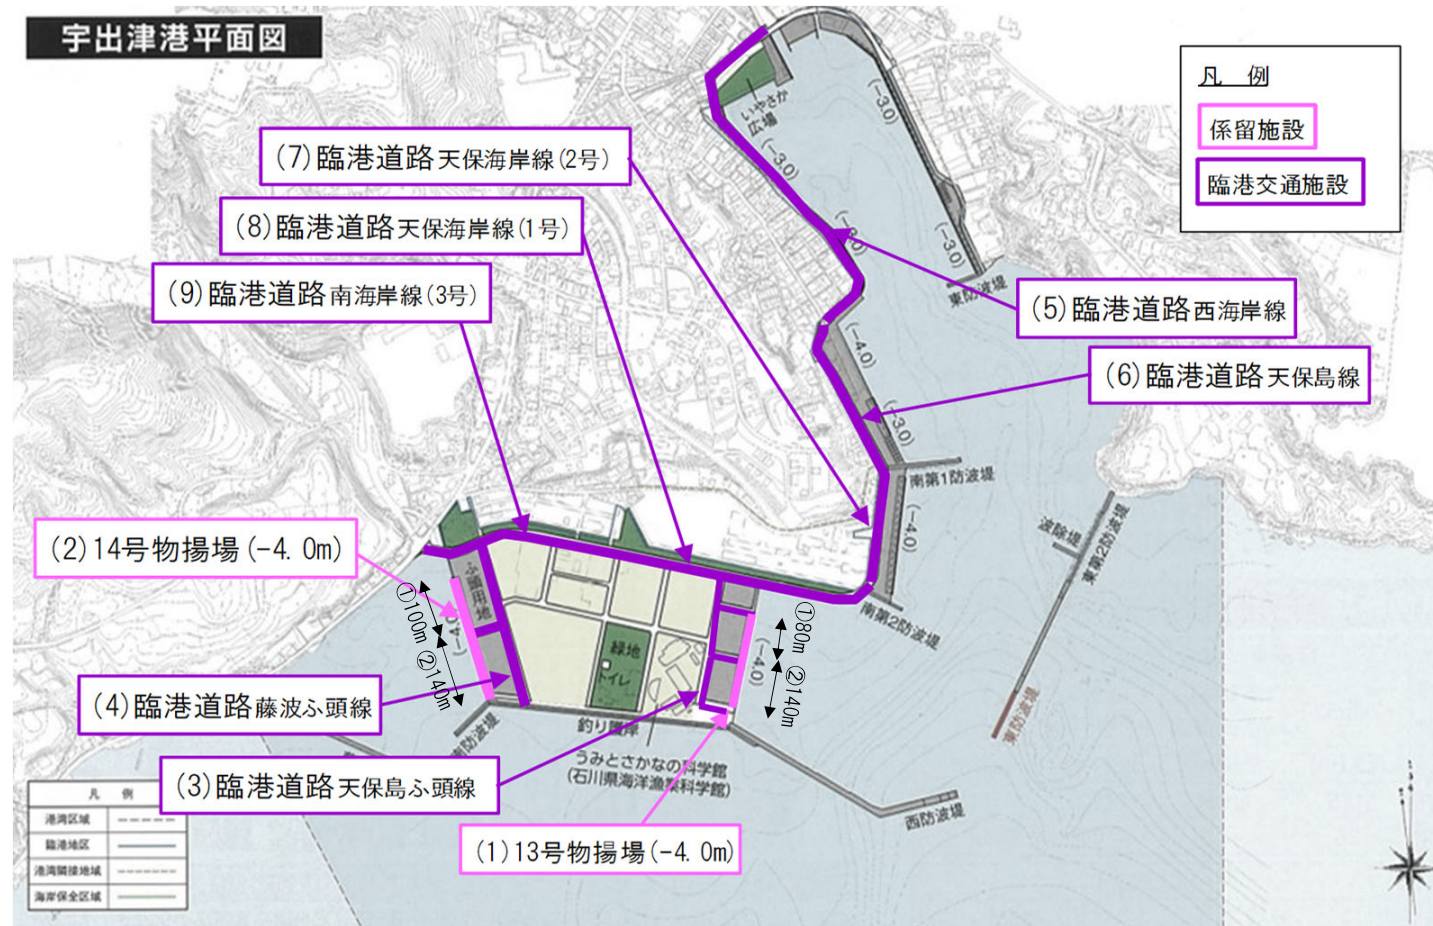 宇出津港平面図
凡　例
係留施設
臨港交通施設
いやさか
広場
(-3.0)
(-3.0)
(7)臨港道路天保海岸線(2号)
(8)臨港道路天保海岸線(1号)
(-3.0)
(-3.0)
(9)臨港道路南海岸線(3号)
東防波堤
(5)臨港道路西海岸線
(-4.0)
(6)臨港道路天保島線
(-3.0)
南第1防波堤
(-4.0)
波除堤
東第2防波堤
(2)14号物揚場(-4.0m)
ふ頭用地
(-4.0)
①100m
②140m
南第2防波堤
①80m
(-4.0)
②140m
緑地
トイレ
(4)臨港道路藤波ふ頭線
東防波堤
南防波堤
釣り護岸
うみとさかなの科学館
(石川県海洋漁業科学館)
(3)臨港道路天保島ふ頭線
西防波堤
(1)13号物揚場(-4.0m)
凡　例
港湾区域
臨港地区
港湾隣接地域
海岸保全区域